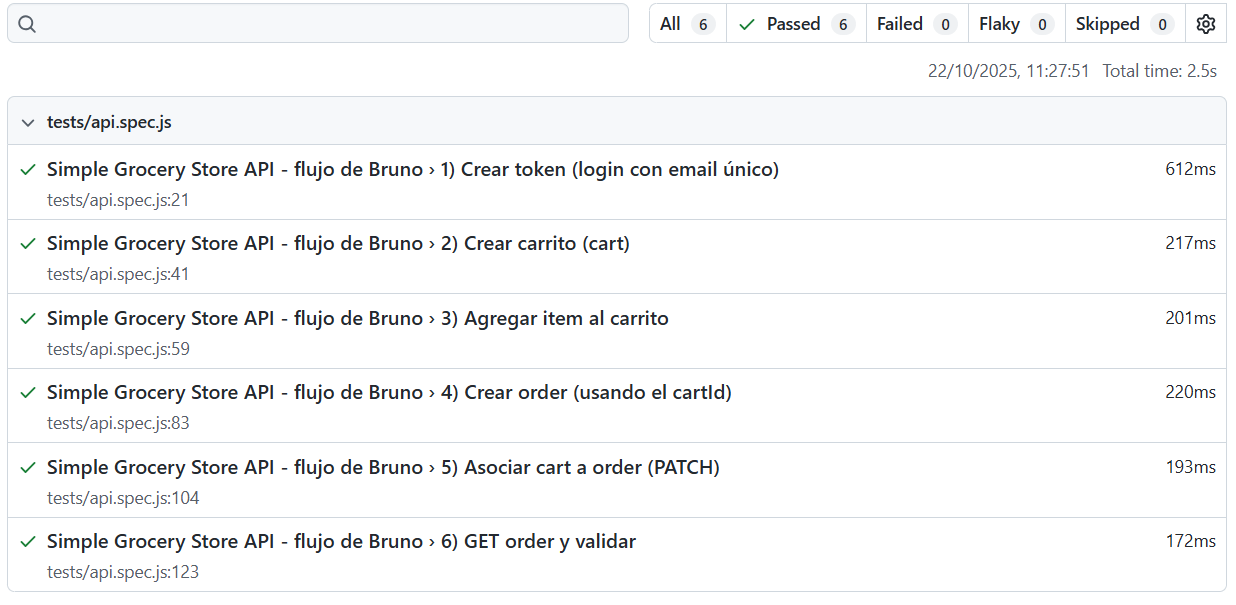 All 6 Passed 6 Failed 0 Flaky 0 Skipped 0
22/10/2025, 11:27:51 Total time: 2.5s
tests/api.spec.js
Simple Grocery Store API - flujo de Bruno › 1) Crear token (login con email único) 612ms
tests/api.spec.js:21
Simple Grocery Store API - flujo de Bruno › 2) Crear carrito (cart) 217ms
tests/api.spec.js:41
Simple Grocery Store API - flujo de Bruno › 3) Agregar item al carrito 201ms
tests/api.spec.js:59
Simple Grocery Store API - flujo de Bruno › 4) Crear order (usando el cartId) 220ms
tests/api.spec.js:83
Simple Grocery Store API - flujo de Bruno › 5) Asociar cart a order (PATCH) 193ms
tests/api.spec.js:104
Simple Grocery Store API - flujo de Bruno › 6) GET order y validar 172ms
tests/api.spec.js:123